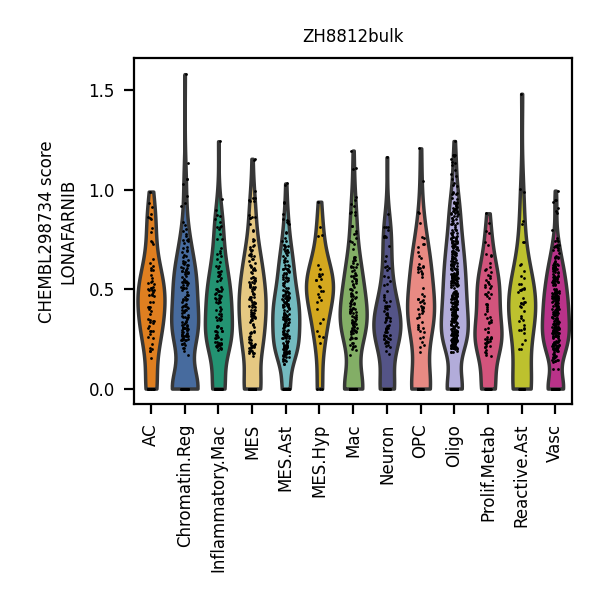 ZH8812bulk
CHEMBL298734 score
LONAFARNIB
1.5
1.0
0.5
0.0
AC
Chromatin.Reg
Inflammatory.Mac
MES
MES.Ast
MES.Hyp
Mac
Neuron
OPC
Oligo
Prolif.Metab
Reactive.Ast
Vasc